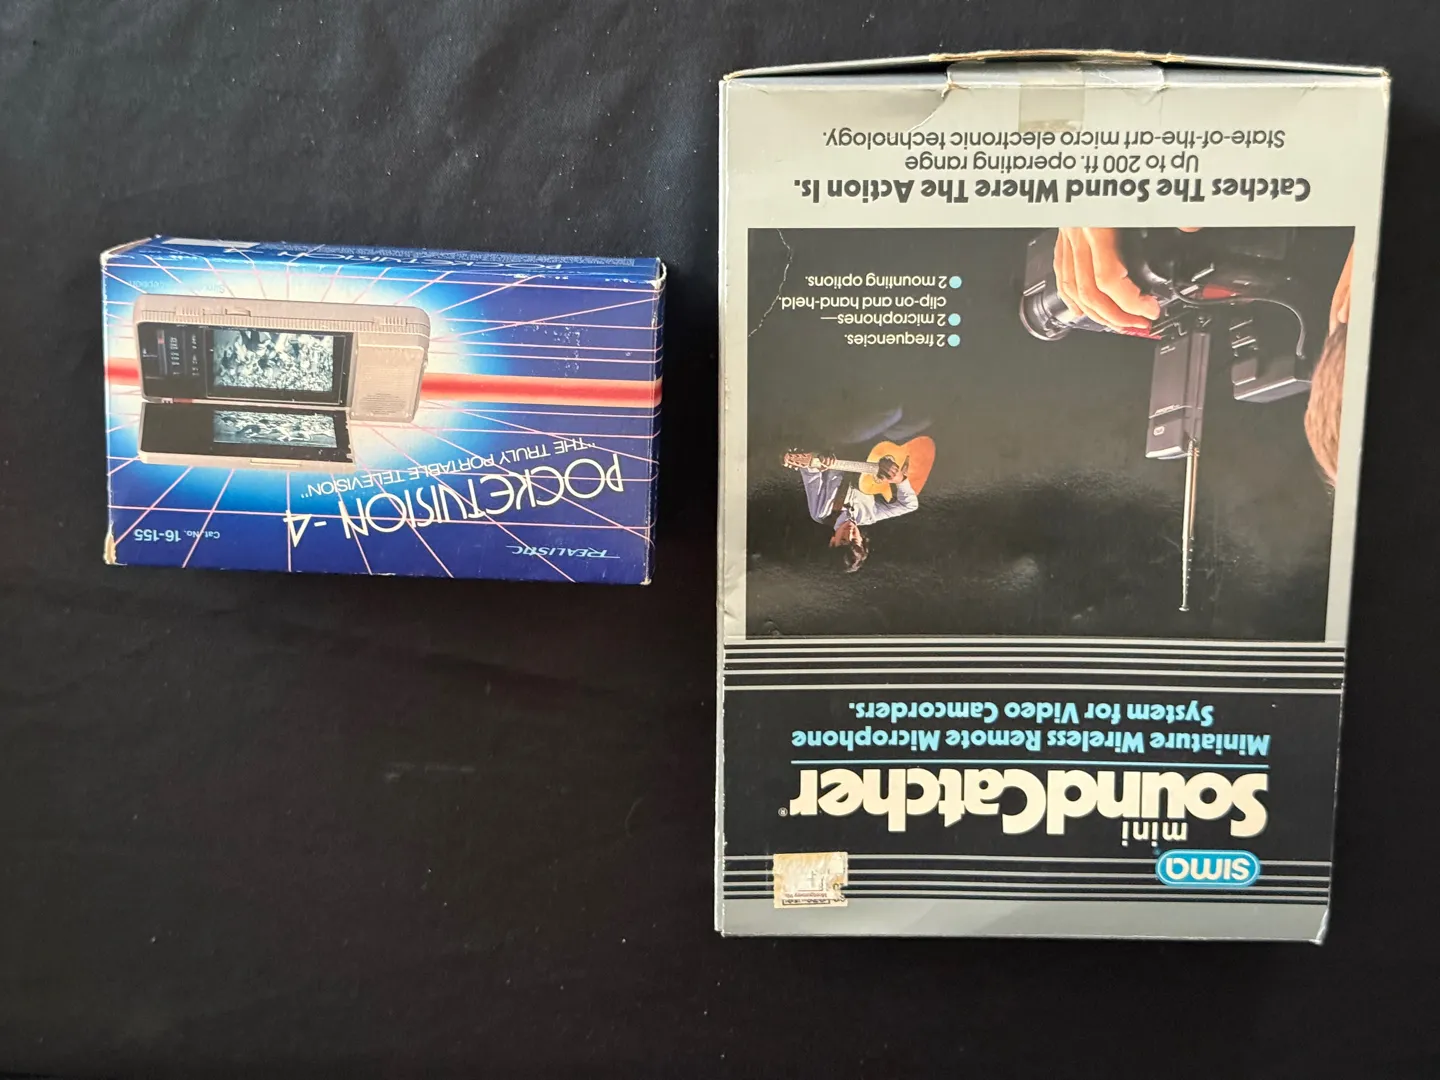 REALISTIC
Cat. No. 16-155
POCKETVISION-4
"THE TRULY PORTABLE TELEVISION"
sima
mini
SoundCatcher®
Miniature Wireless Remote Microphone
System for Video Camcorders.
2 frequencies.
2 microphones—
clip-on and hand-held.
2 mounting options.
Catches The Sound Where The Action Is.
Up to 200 ft. operating range
State-of-the-art micro electronic technology.